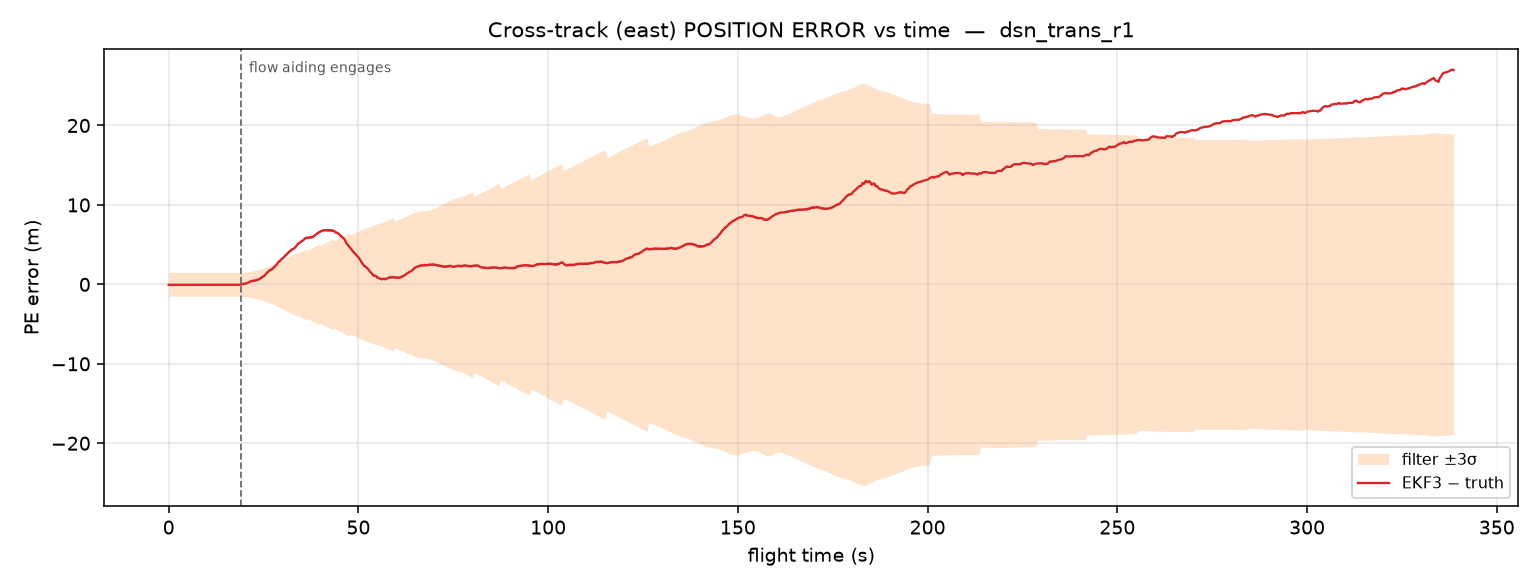 Cross-track (east) POSITION ERROR vs time — dsn_trans_r1
flow aiding engages
PE error (m)
20
10
0
−10
−20
0
50
100
150
200
250
300
350
flight time (s)
filter ±3σ
EKF3 − truth